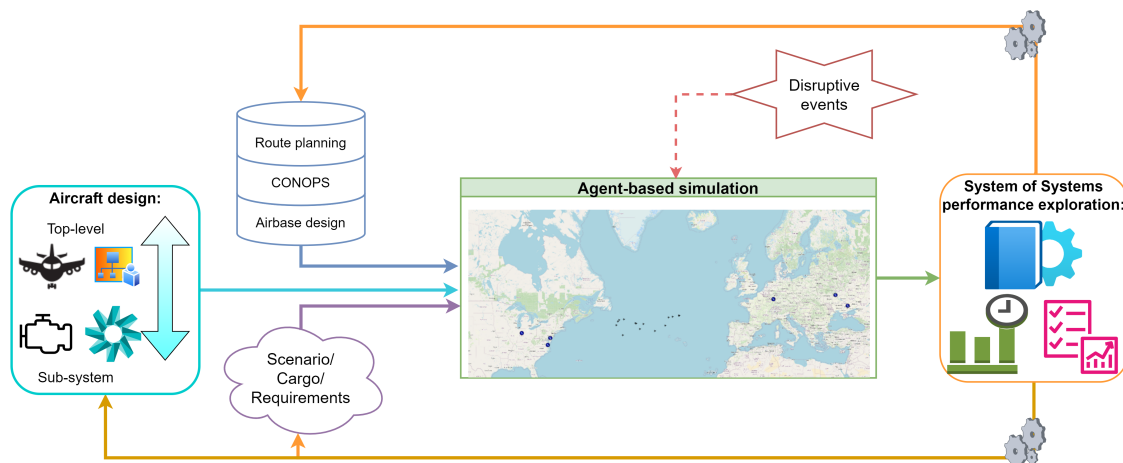 Disruptive
events
Route planning
CONOPS
Airbase design
Aircraft design:
Top-level
Sub-system
Agent-based simulation
System of Systems
performance exploration:
Scenario/
Cargo/
Requirements